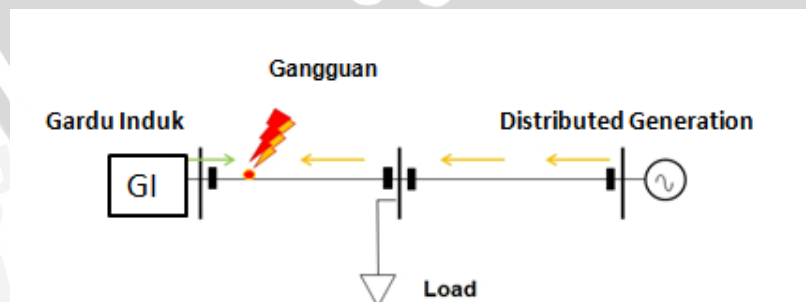 Gangguan
Gardu Induk
Distributed Generation
GI
Load